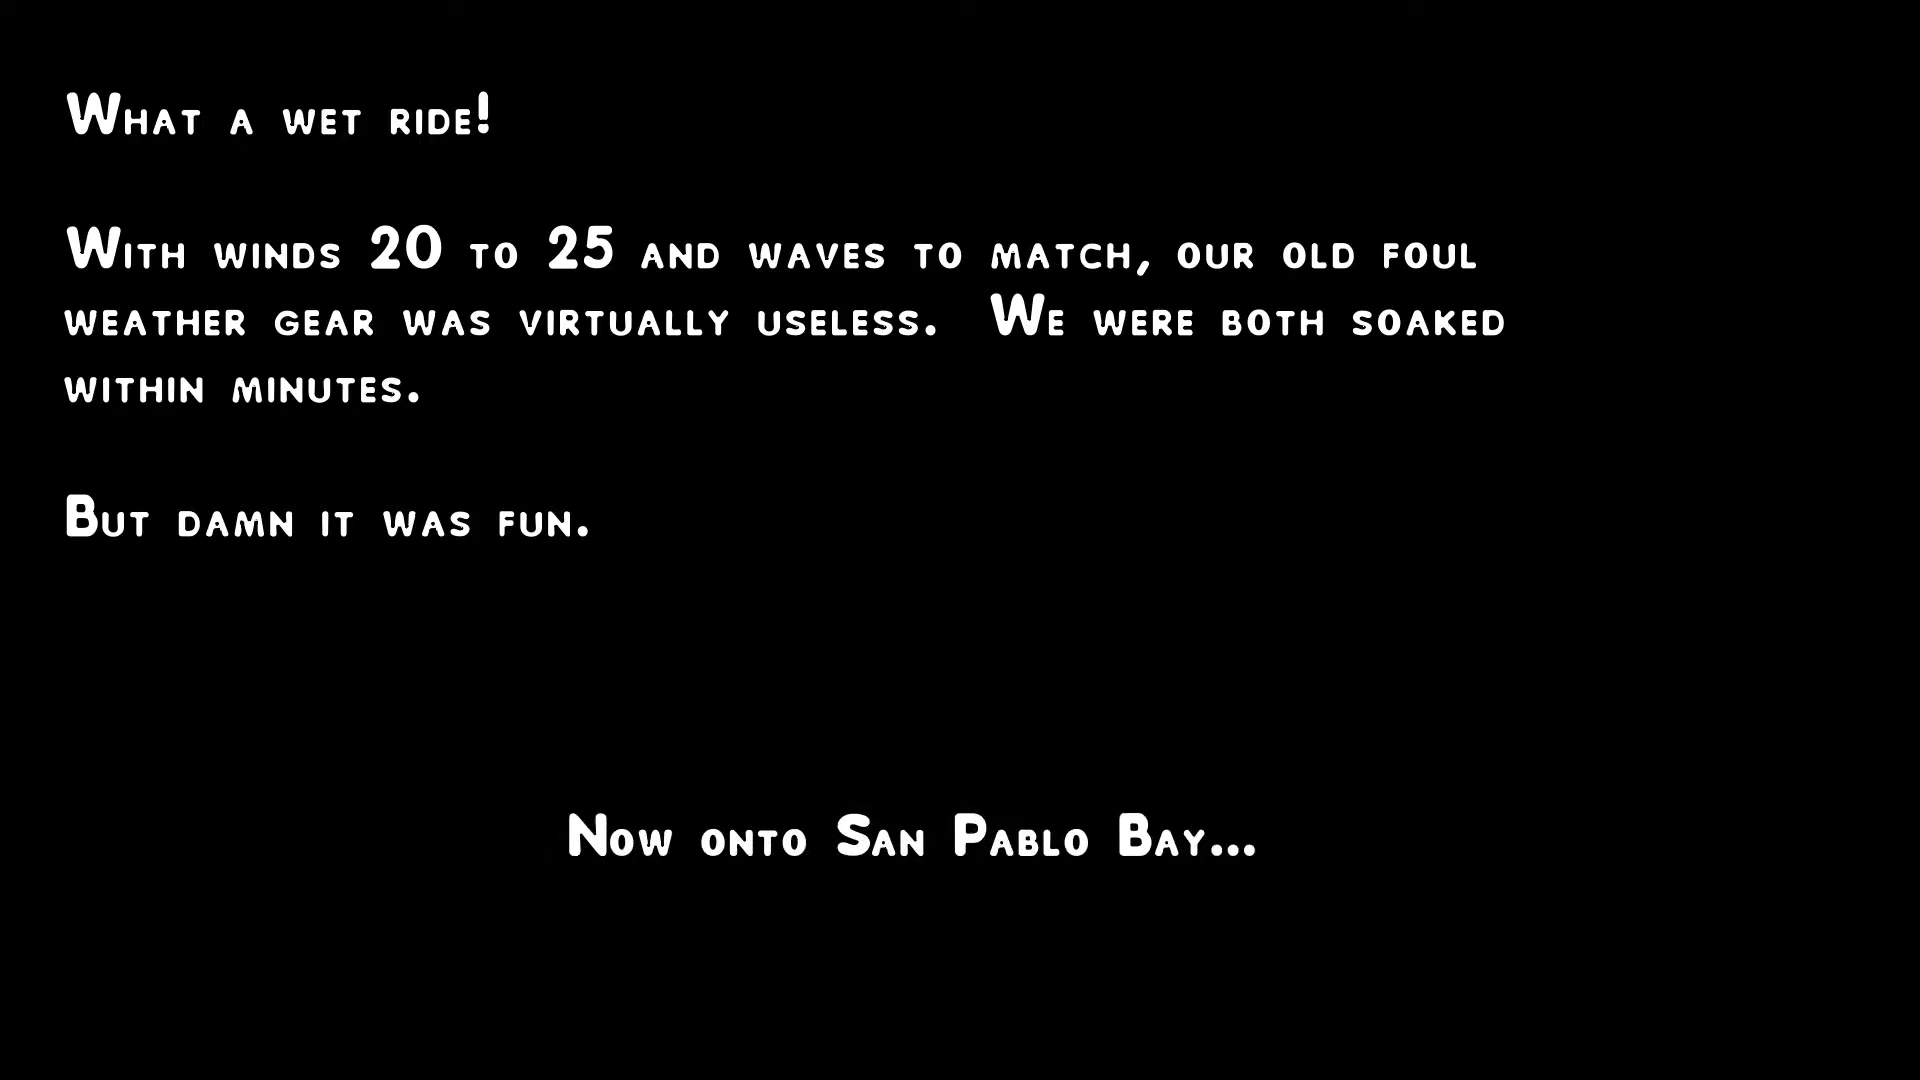 What a wet ride!
With winds 20 to 25 and waves to match, our old foul
weather gear was virtually useless.  We were both soaked
within minutes.
But damn it was fun.
Now onto San Pablo Bay...